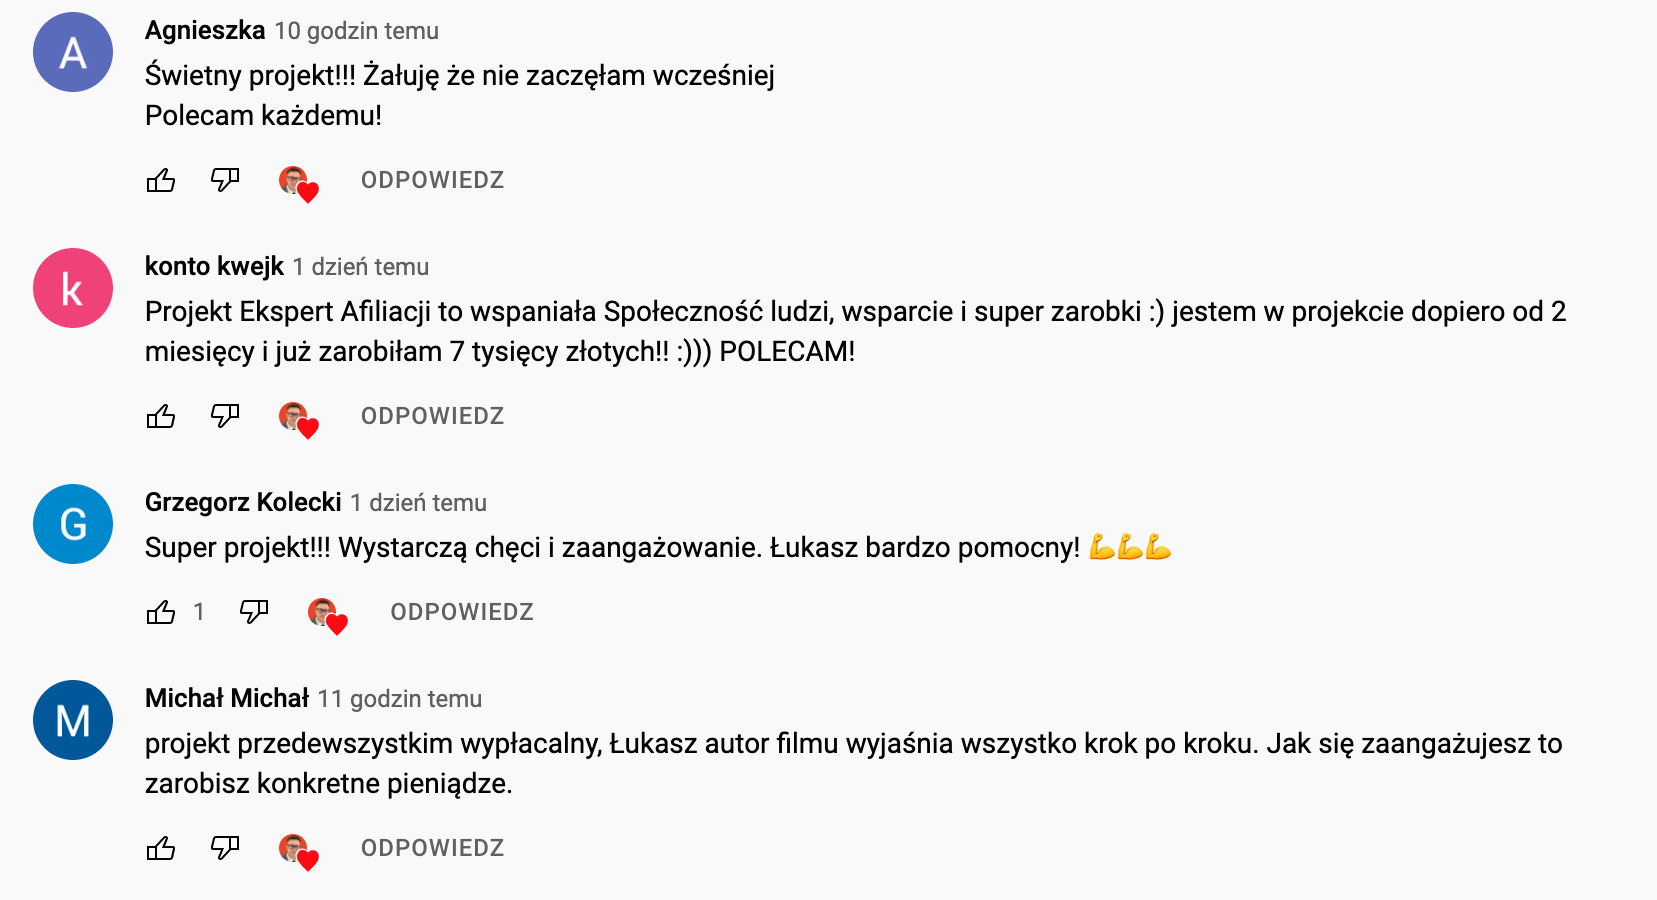 A
Agnieszka 10 godzin temu
Świetny projekt!!! Żałuję że nie zaczęłam wcześniej
Polecam każdemu!
ODPOWIEDZ
k
konto kwejk 1 dzień temu
Projekt Ekspert Afiliacji to wspaniała Społeczność ludzi, wsparcie i super zarobki :) jestem w projekcie dopiero od 2
miesięcy i już zarobiłam 7 tysięcy złotych!! :))) POLECAM!
ODPOWIEDZ
G
Grzegorz Kolecki 1 dzień temu
Super projekt!!! Wystarczą chęci i zaangażowanie. Łukasz bardzo pomocny! 💪💪💪
1 ODPOWIEDZ
M
Michał Michał 11 godzin temu
projekt przedewszystkim wypłacalny, Łukasz autor filmu wyjaśnia wszystko krok po kroku. Jak się zaangażujesz to
zarobisz konkretne pieniądze.
ODPOWIEDZ